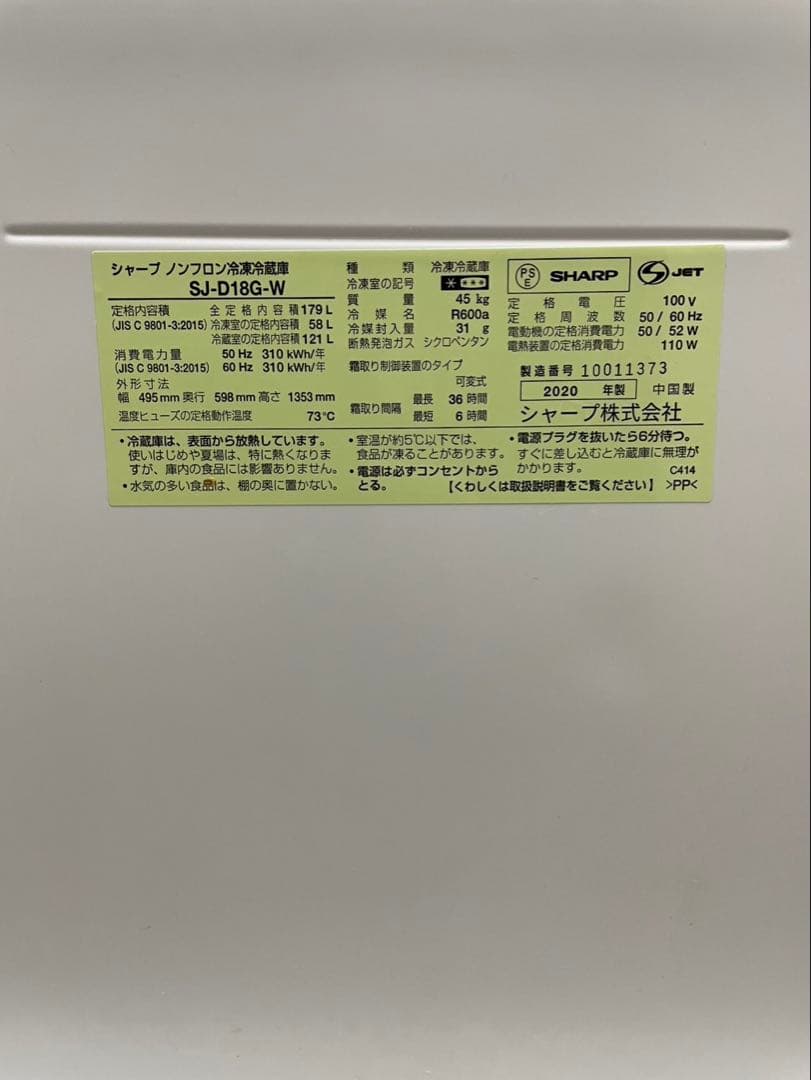 シャープ ノンフロン冷凍冷蔵庫
SJ-D18G-W
定格内容積 全定格内容積 179 L
(JIS C 9801-3:2015) 冷凍室の定格内容積 58 L
冷蔵室の定格内容積 121 L
消費電力量 50 Hz 310 kWh/年
(JIS C 9801-3:2015) 60 Hz 310 kWh/年
外形寸法
幅 495 mm 奥行 598 mm 高さ 1353 mm
温度ヒューズの定格動作温度 73℃
種類 冷凍冷蔵庫
冷凍室の記号 ****
質量 45 kg
冷媒名 R600a
冷媒封入量 31 g
断熱発泡ガス シクロペンタン
霜取り制御装置のタイプ
可変式
霜取り間隔 最長 36 時間
最短 6 時間
PS E SHARP JET
定格電圧 100 V
定格周波数 50 / 60 Hz
電動機の定格消費電力 50 / 52 W
電熱装置の定格消費電力 110 W
製造番号 10011373
2020 年製 中国製
シャープ株式会社
・冷蔵庫は、表面から放熱しています。
使いはじめや夏場は、特に熱くなりま
すが、庫内の食品には影響ありません。
・水気の多い食品は、棚の奥に置かない。
・室温が約5℃以下では、
食品が凍ることがあります。
・電源は必ずコンセントから
とる。
・電源プラグを抜いたら6分待つ。
すぐに差し込むと冷蔵庫に無理が
かかります。
C414
【くわしくは取扱説明書をご覧ください】 >PP<